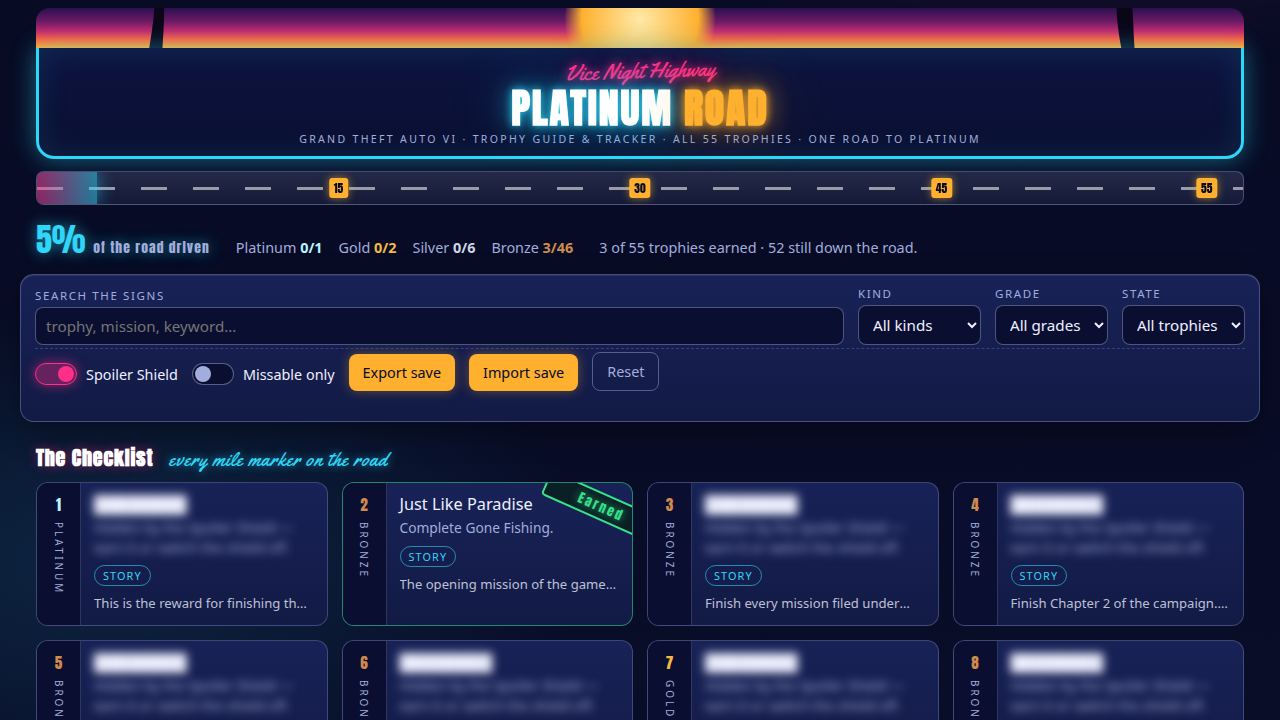 Vice Night Highway
PLATINUM ROAD
GRAND THEFT AUTO VI · TROPHY GUIDE & TRACKER · ALL 55 TROPHIES · ONE ROAD TO PLATINUM
15 30 45 55
5% of the road driven Platinum 0/1 Gold 0/2 Silver 0/6 Bronze 3/46 3 of 55 trophies earned · 52 still down the road.
SEARCH THE SIGNS KIND GRADE STATE
trophy, mission, keyword... All kinds All grades All trophies
Spoiler Shield Missable only Export save Import save Reset
The Checklist every mile marker on the road
1 PLATINUM
STORY
This is the reward for finishing th...
2 BRONZE
Just Like Paradise
Earned
Complete Gone Fishing.
STORY
The opening mission of the game...
3 BRONZE
STORY
Finish every mission filed under...
4 BRONZE
STORY
Finish Chapter 2 of the campaign....
5 BRON
6 BRON
7 GOLD
8 BRON